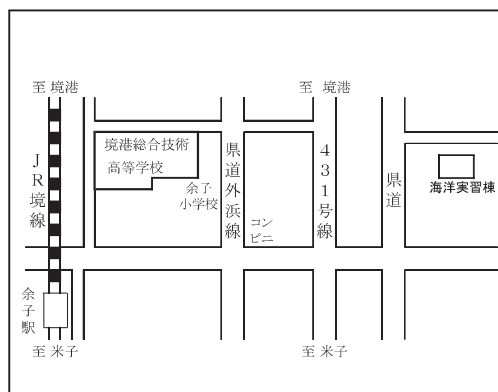 至 境港
至 境港
境港総合技術
高等学校
余子
小学校
JR境線
県道外浜線
431号線
県道
海洋実習棟
コン
ビニ
余子駅
至 米子
至 米子